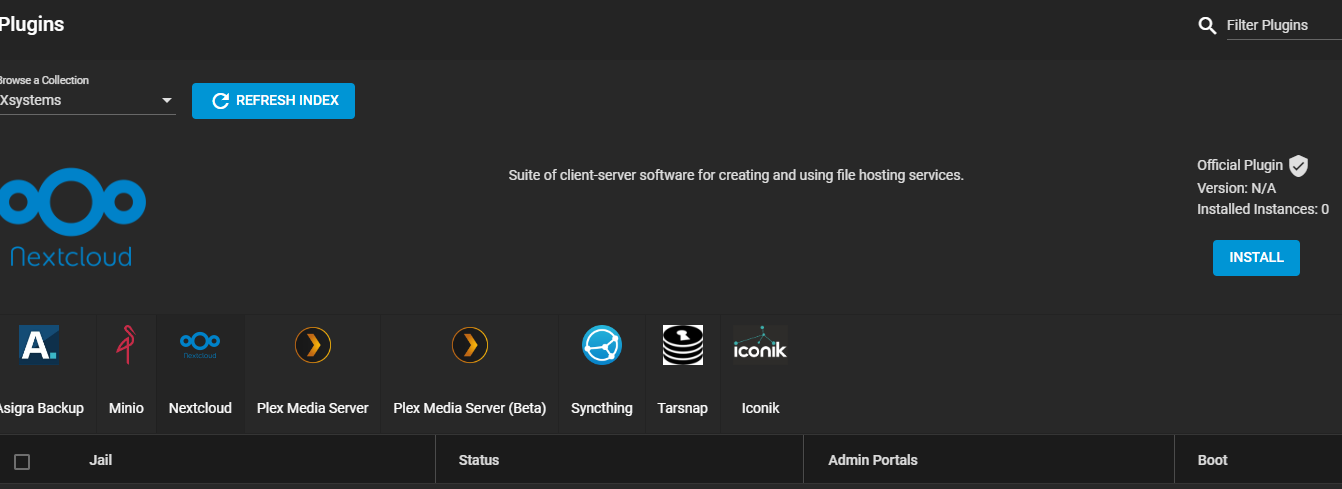 Plugins
Filter Plugins
Browse a Collection
Xsystems
REFRESH INDEX
Suite of client-server software for creating and using file hosting services.
Official Plugin
Version: N/A
Installed Instances: 0
Nextcloud
INSTALL
A.
Nextcloud
iconik
Asigra Backup
Minio
Nextcloud
Plex Media Server
Plex Media Server (Beta)
Syncthing
Tarsnap
Iconik
Jail
Status
Admin Portals
Boot